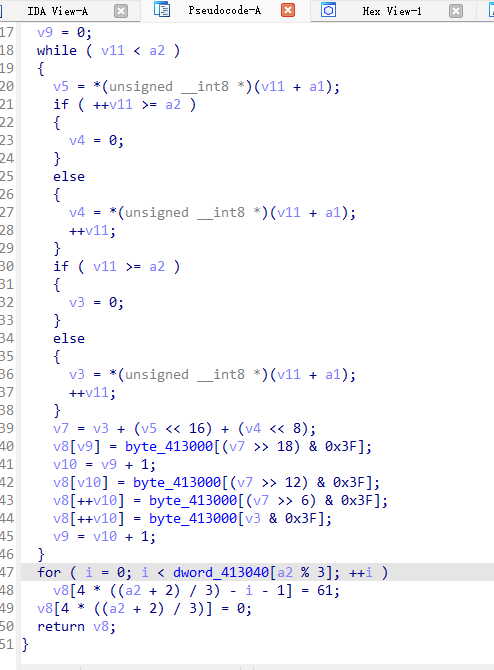 IDA View-A
Pseudocode-A
Hex View-1
17 v9 = 0;
18 while ( v11 < a2 )
19 {
20 v5 = *(unsigned __int8 *)(v11 + a1);
21 if ( ++v11 >= a2 )
22 {
23 v4 = 0;
24 }
25 else
26 {
27 v4 = *(unsigned __int8 *)(v11 + a1);
28 ++v11;
29 }
30 if ( v11 >= a2 )
31 {
32 v3 = 0;
33 }
34 else
35 {
36 v3 = *(unsigned __int8 *)(v11 + a1);
37 ++v11;
38 }
39 v7 = v3 + (v5 << 16) + (v4 << 8);
40 v8[v9] = byte_413000[(v7 >> 18) & 0x3F];
41 v10 = v9 + 1;
42 v8[v10] = byte_413000[(v7 >> 12) & 0x3F];
43 v8[++v10] = byte_413000[(v7 >> 6) & 0x3F];
44 v8[++v10] = byte_413000[v3 & 0x3F];
45 v9 = v10 + 1;
46 }
47 for ( i = 0; i < dword_413040[a2 % 3]; ++i )
48 v8[4 * ((a2 + 2) / 3) - i - 1] = 61;
49 v8[4 * ((a2 + 2) / 3)] = 0;
50 return v8;
51 }